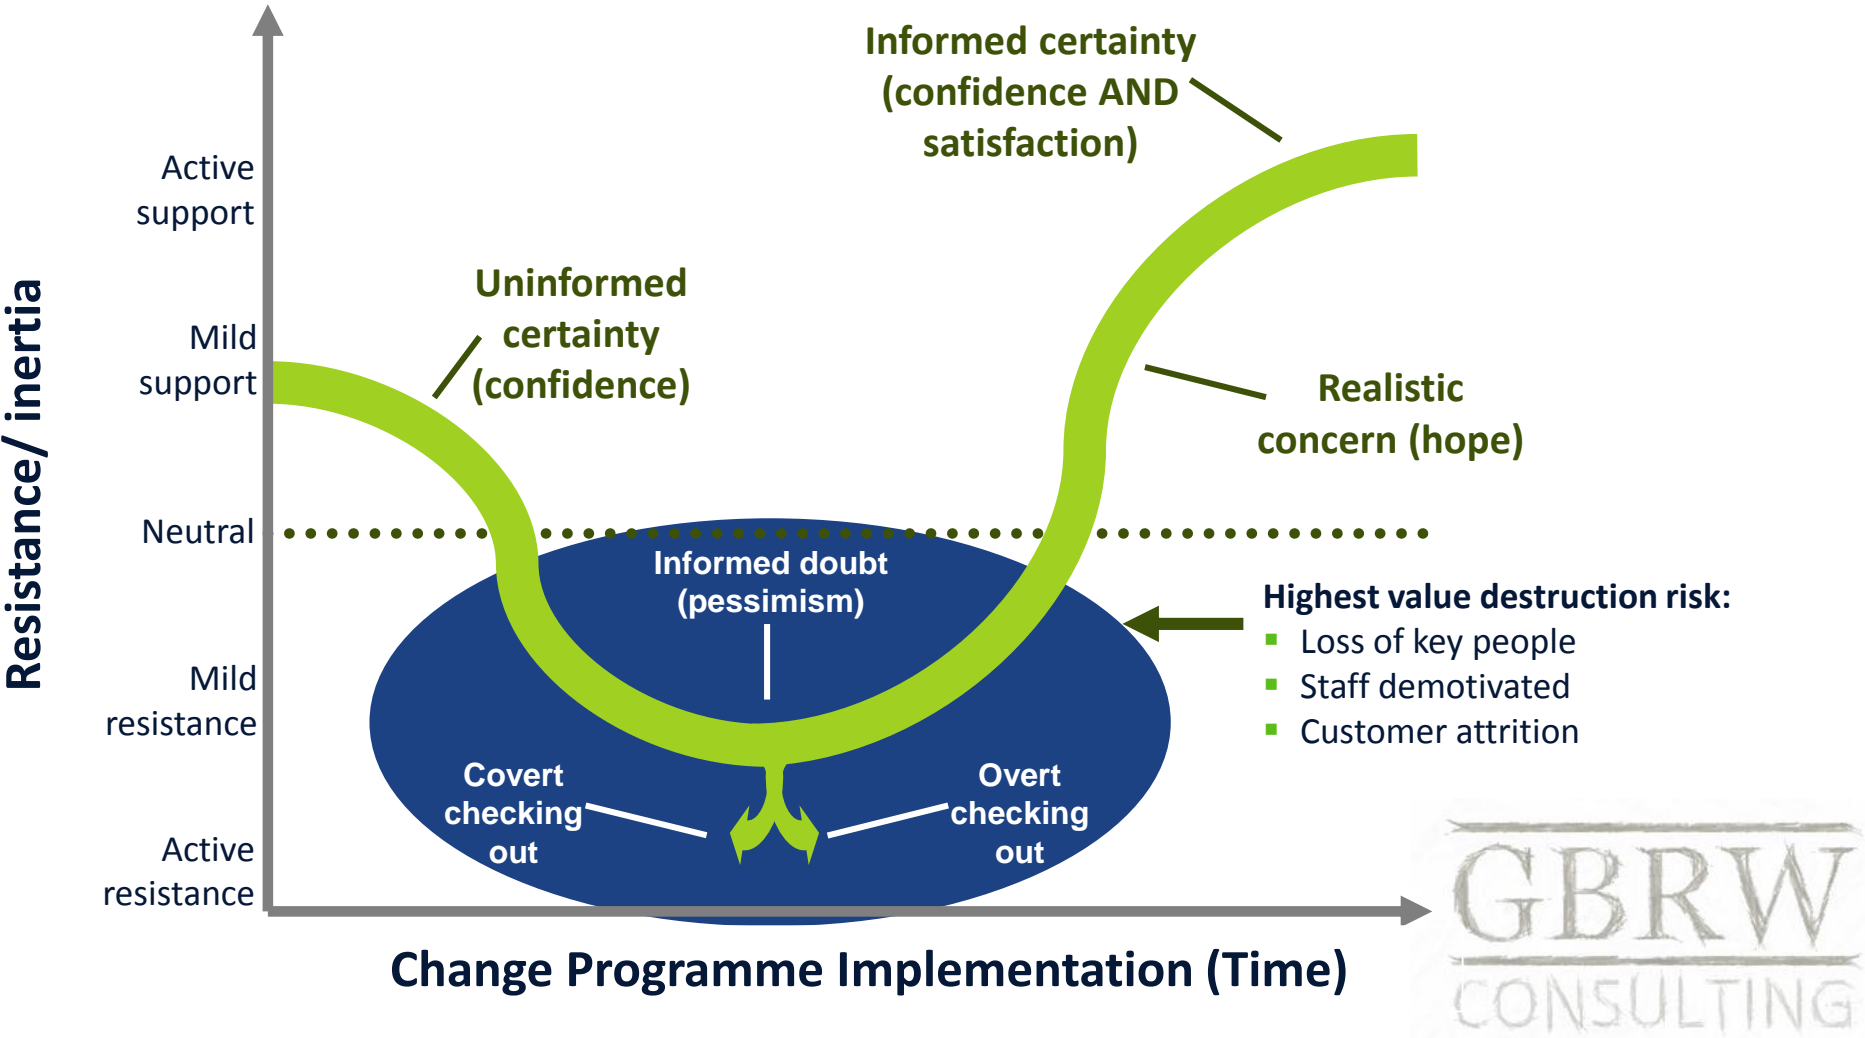 Informed certainty
(confidence AND
satisfaction)
Active
support
Uninformed
certainty
(confidence)
Mild
support
Realistic
concern (hope)
Resistance/ inertia
Neutral
Informed doubt
(pessimism)
Highest value destruction risk:
Loss of key people
Staff demotivated
Customer attrition
Mild
resistance
Covert
checking
out
Overt
checking
out
Active
resistance
Change Programme Implementation (Time)
GBRW
CONSULTING